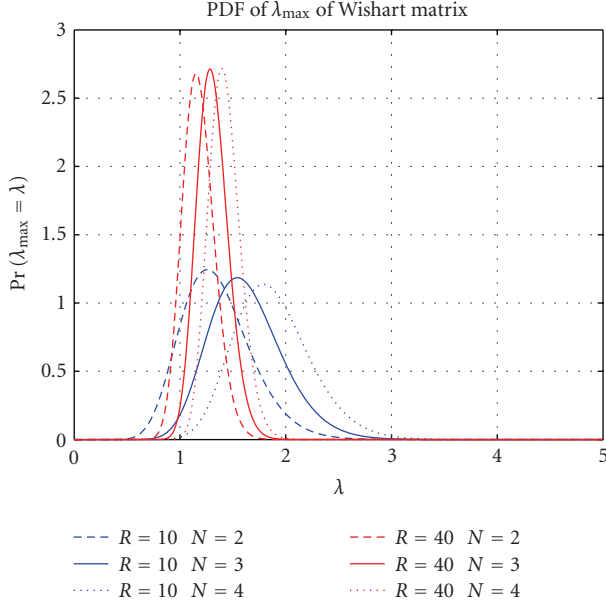 PDF of λmax of Wishart matrix
3
2.5
2
1.5
1
0.5
0
Pr (λmax = λ)
0 1 2 3 4 5
λ
R = 10 N = 2
R = 10 N = 3
R = 10 N = 4
R = 40 N = 2
R = 40 N = 3
R = 40 N = 4